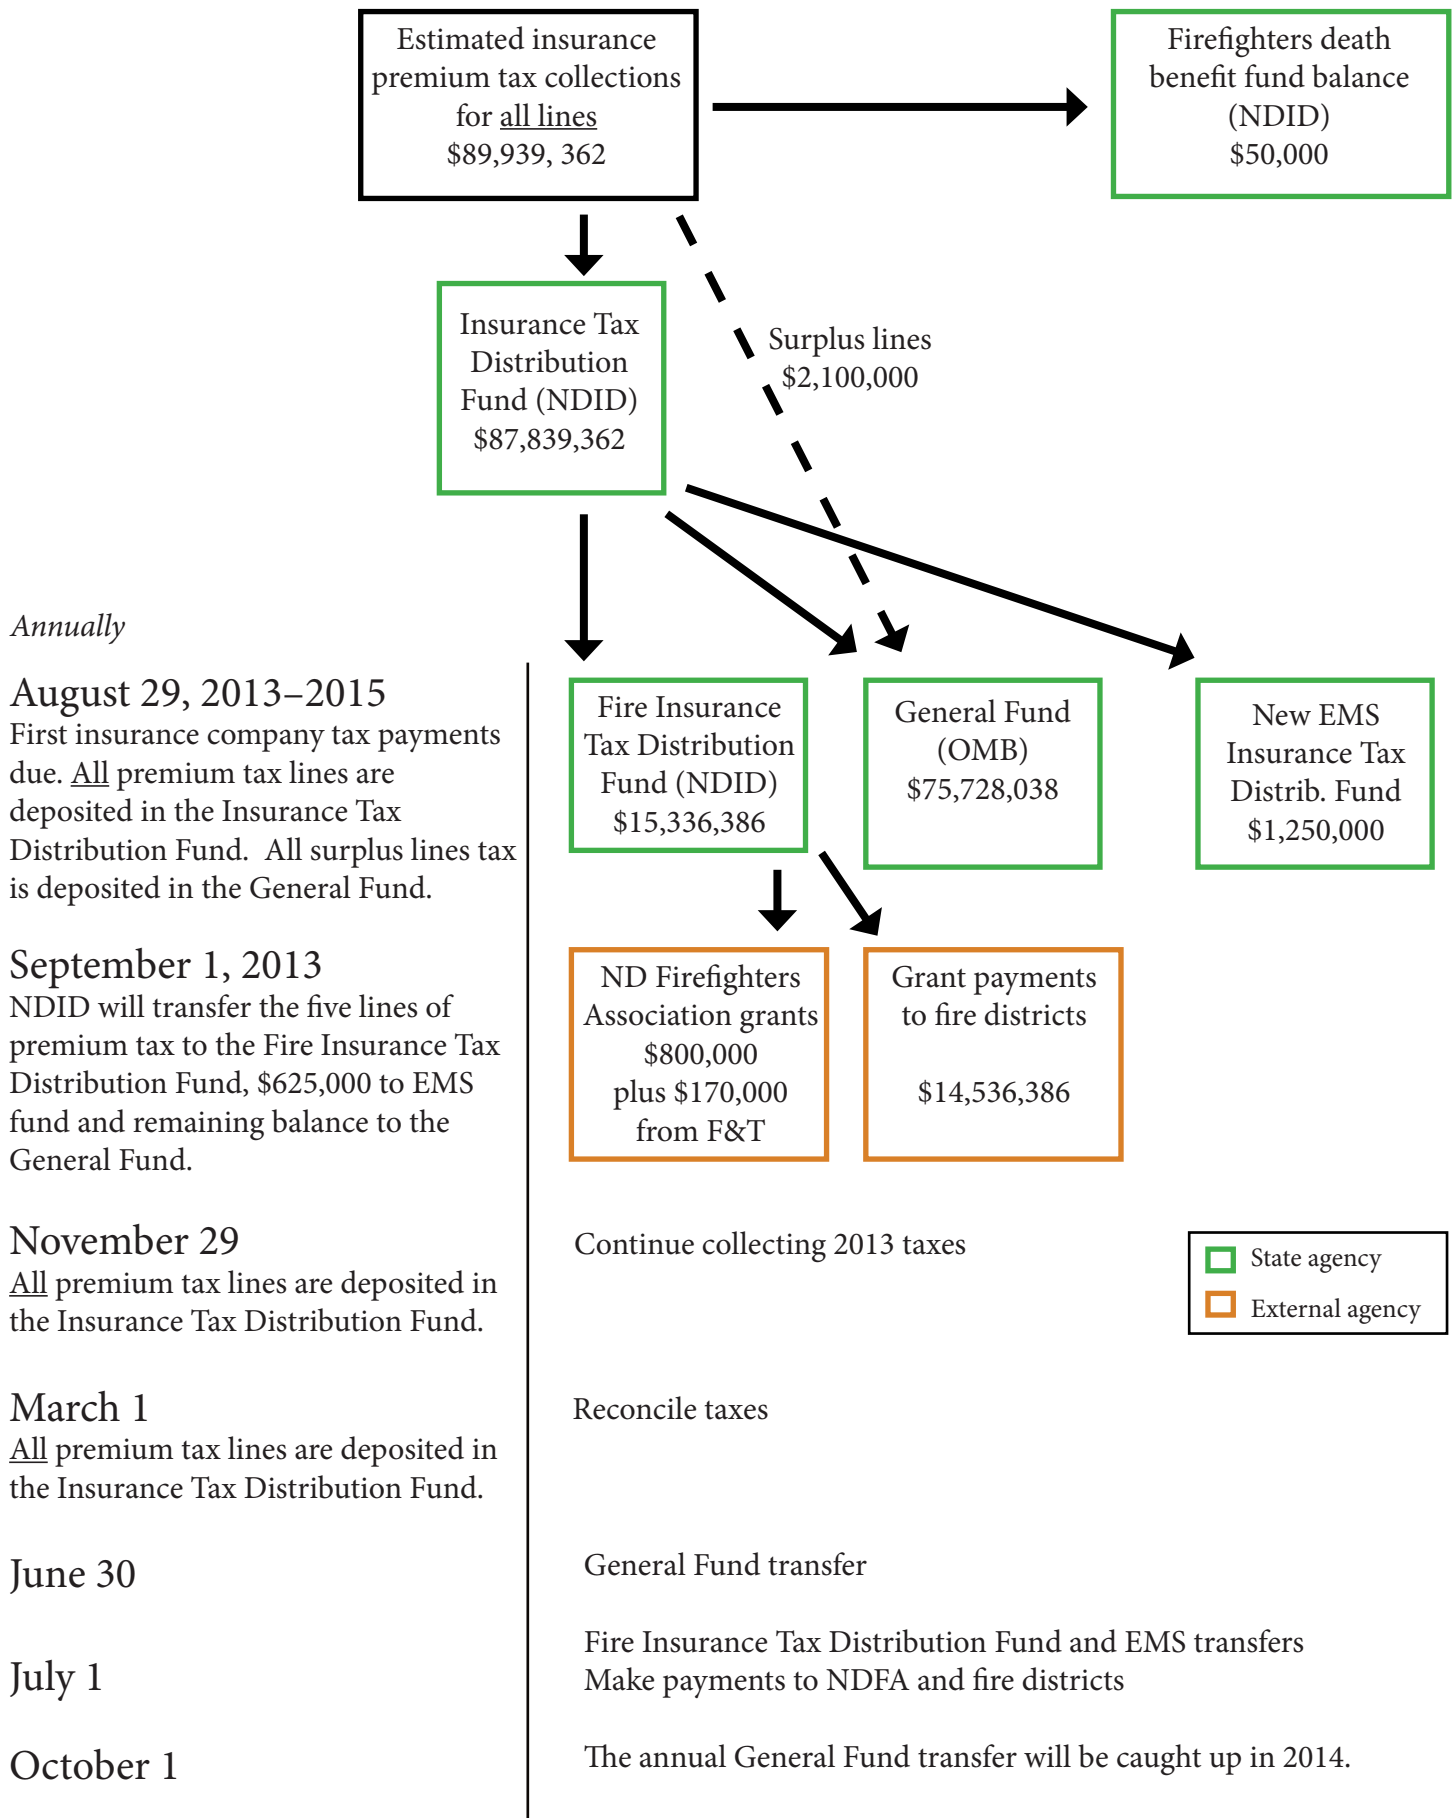 Estimated insurance
premium tax collections
for all lines
$89,939, 362
Firefighters death
benefit fund balance
(NDID)
$50,000
Insurance Tax
Distribution
Fund (NDID)
$87,839,362
Surplus lines
$2,100,000
Annually
August 29, 2013–2015
First insurance company tax payments
due. All premium tax lines are
deposited in the Insurance Tax
Distribution Fund.  All surplus lines tax
is deposited in the General Fund.
Fire Insurance
Tax Distribution
Fund (NDID)
$15,336,386
General Fund
(OMB)
$75,728,038
New EMS
Insurance Tax
Distrib. Fund
$1,250,000
September 1, 2013
NDID will transfer the five lines of
premium tax to the Fire Insurance Tax
Distribution Fund, $625,000 to EMS
fund and remaining balance to the
General Fund.
ND Firefighters
Association grants
$800,000
plus $170,000
from F&T
Grant payments
to fire districts
$14,536,386
November 29
All premium tax lines are deposited in
the Insurance Tax Distribution Fund.
Continue collecting 2013 taxes
State agency
External agency
March 1
All premium tax lines are deposited in
the Insurance Tax Distribution Fund.
Reconcile taxes
June 30
General Fund transfer
July 1
Fire Insurance Tax Distribution Fund and EMS transfers
Make payments to NDFA and fire districts
October 1
The annual General Fund transfer will be caught up in 2014.